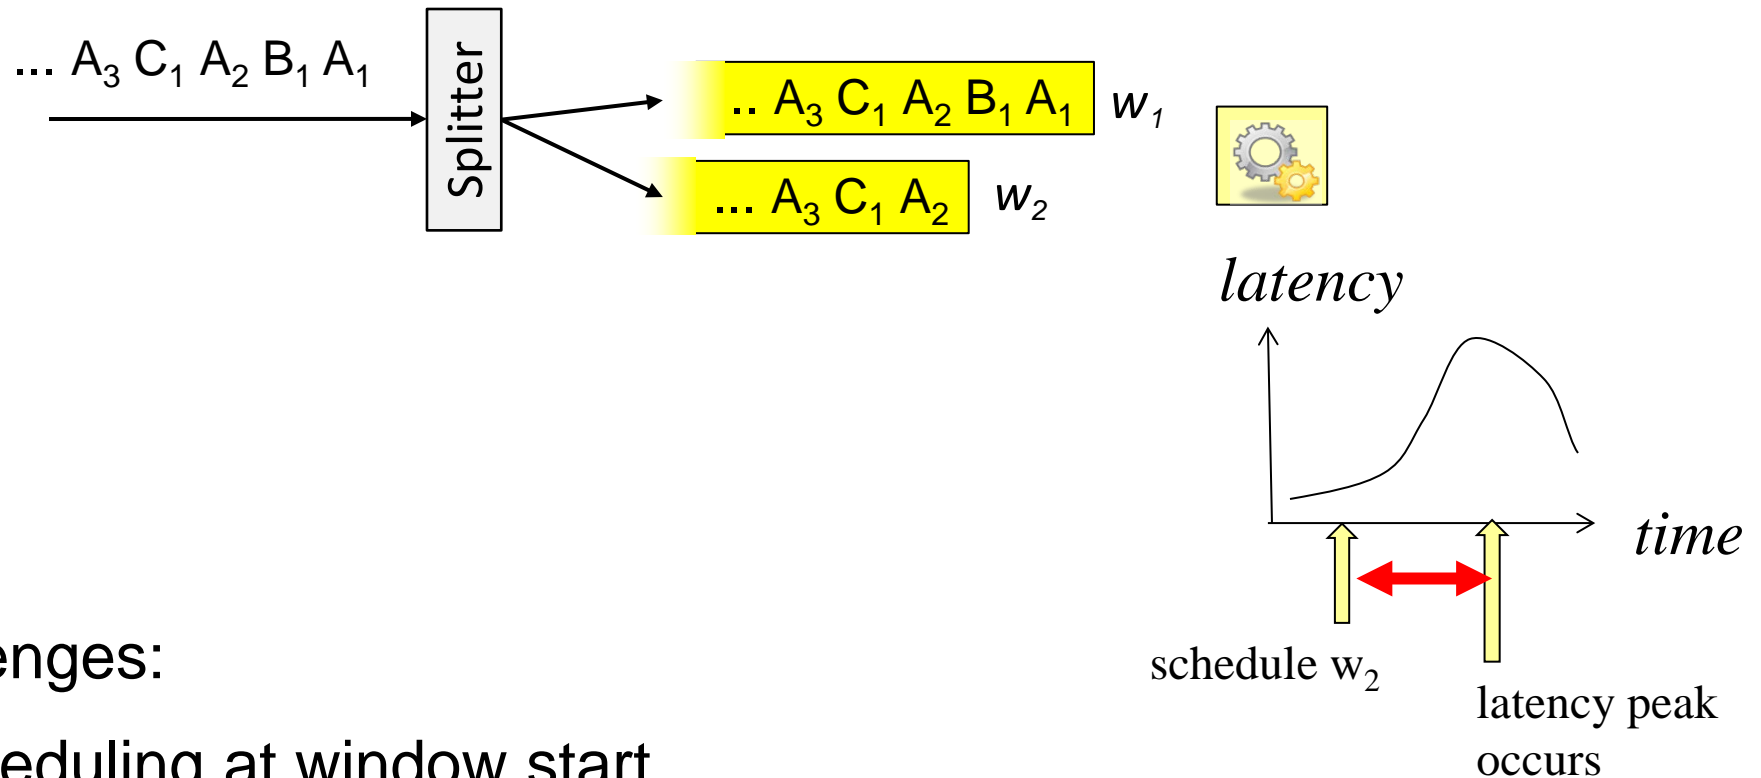 ... A₃ C₁ A₂ B₁ A₁
Splitter
.. A₃ C₁ A₂ B₁ A₁
w₁
... A₃ C₁ A₂
w₂
latency
time
schedule w₂
latency peak
occurs
enges:
eduling at window start